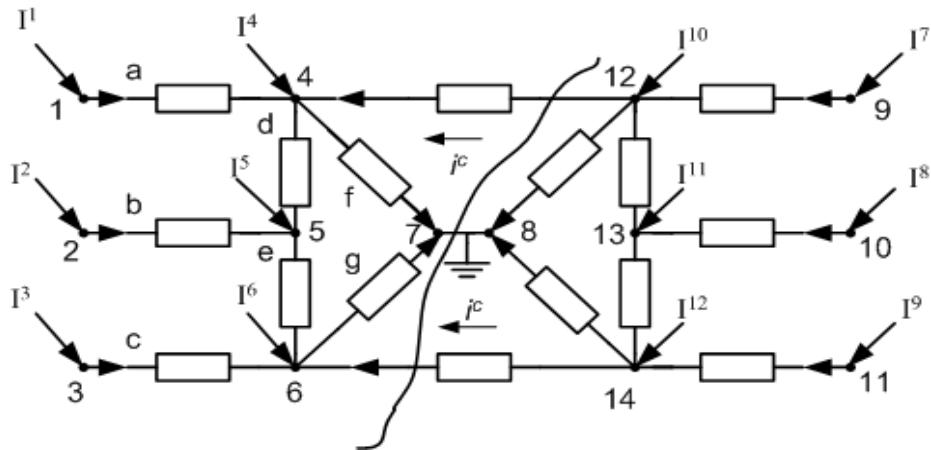 I¹ I⁴ I¹⁰ I⁷
a 4 12
1 9
d
I² I⁵ iᶜ I¹¹ I⁸
b f
2 5 7 8 13 10
e g
I³ I⁶ iᶜ I¹² I⁹
c
3 6 14 11